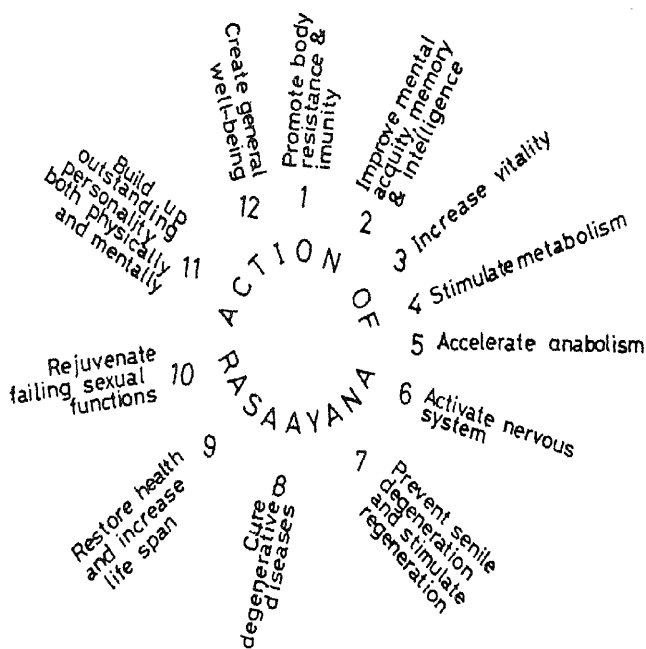 ACTION OF
RASAAYANA
1
Promote body
resistance &
imunity
2
Improve mental
acquity, memory
& intelligence
3 Increase vitality
4 Stimulate metabolism
5 Accelerate anabolism
6 Activate nervous
system
7
Prevent senile
degeneration
and stimulate
regeneration
8
Cure
degenerative
diseases
9
Restore health
and increase
life span
10
Rejuvenate
failing sexual
functions
11
Build up
outstanding
personality
both physically
and mentally
12
Create general
well-being